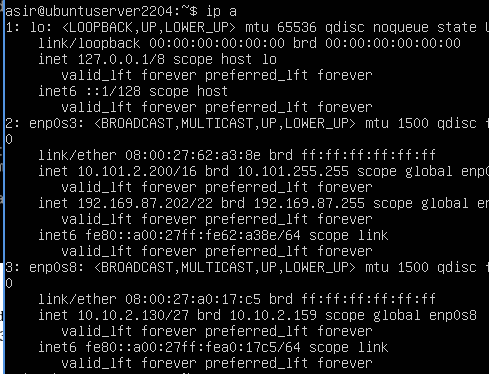 asir@ubuntuserver2204:~$ ip a
1: lo: <LOOPBACK,UP,LOWER_UP> mtu 65536 qdisc noqueue state
link/loopback 00:00:00:00:00:00 brd 00:00:00:00:00:00
inet 127.0.0.1/8 scope host lo
valid_lft forever preferred_lft forever
inet6 ::1/128 scope host
valid_lft forever preferred_lft forever
2: enp0s3: <BROADCAST,MULTICAST,UP,LOWER_UP> mtu 1500 qdisc f
0
link/ether 08:00:27:62:a3:8e brd ff:ff:ff:ff:ff:ff
inet 10.101.2.200/16 brd 10.101.255.255 scope global en
valid_lft forever preferred_lft forever
inet 192.169.87.202/22 brd 192.169.87.255 scope global en
valid_lft forever preferred_lft forever
inet6 fe80::a00:27ff:fe62:a38e/64 scope link
valid_lft forever preferred_lft forever
3: enp0s8: <BROADCAST,MULTICAST,UP,LOWER_UP> mtu 1500 qdisc f
0
link/ether 08:00:27:a0:17:c5 brd ff:ff:ff:ff:ff:ff
inet 10.10.2.130/27 brd 10.10.2.159 scope global enp0s8
valid_lft forever preferred_lft forever
inet6 fe80::a00:27ff:fea0:17c5/64 scope link
valid_lft forever preferred_lft forever